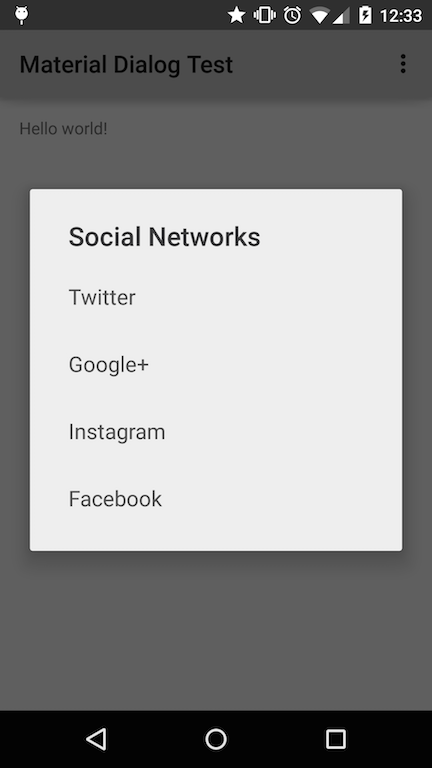 12:33
Material Dialog Test
Hello world!
Social Networks
Twitter
Google+
Instagram
Facebook